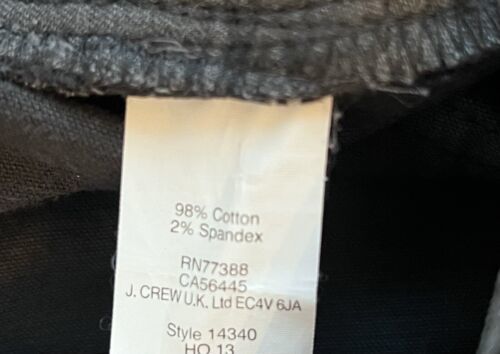 98% Cotton
2% Spandex
RN77388
CA56445
J. CREW U.K. Ltd EC4V 6JA
Style 14340
HO 13